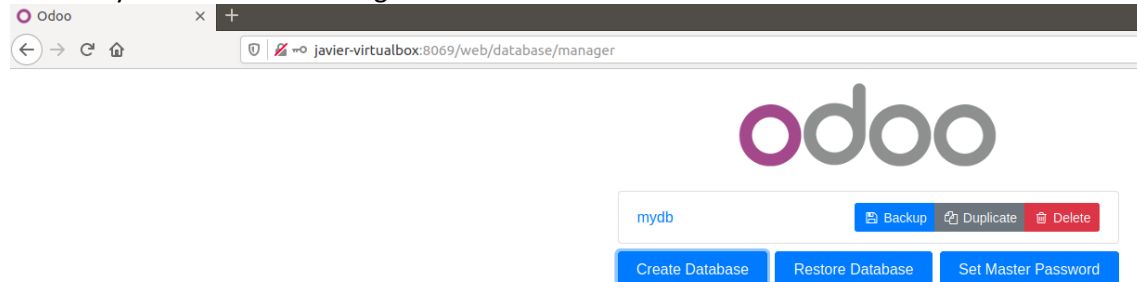 Odoo
javier-virtualbox:8069/web/database/manager
odoo
mydb Backup Duplicate Delete
Create Database Restore Database Set Master Password